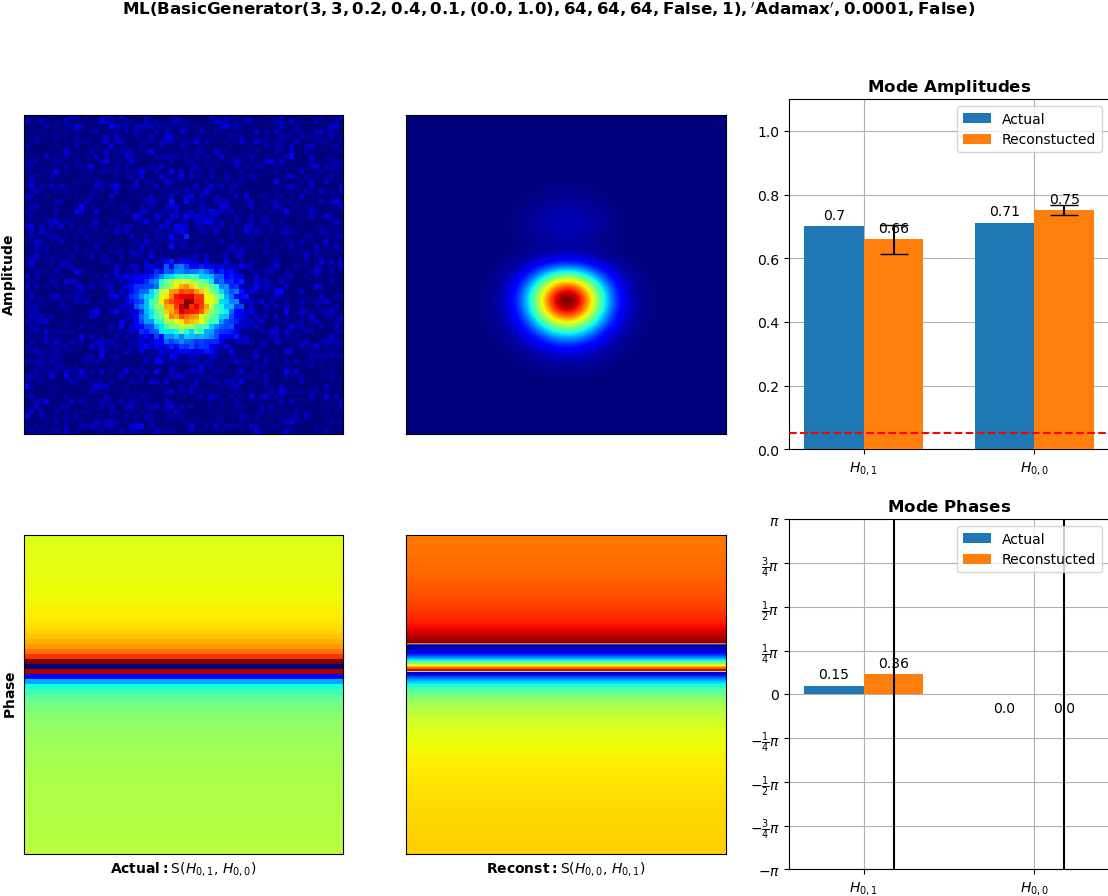 ML(BasicGenerator(3, 3, 0.2, 0.4, 0.1, (0.0, 1.0), 64, 64, 64, False, 1), 'Adamax', 0.0001, False)
Mode Amplitudes
Amplitude
1.0
0.8
0.6
0.4
0.2
0.0
Actual
Reconstucted
0.7
0.66
0.71
0.75
H0, 1
H0, 0
Mode Phases
Phase
π
3/4π
1/2π
1/4π
0
−1/4π
−1/2π
−3/4π
−π
Actual
Reconstucted
0.15
0.36
0.0
0.0
H0, 1
H0, 0
Actual: S(H0, 1, H0, 0)
Reconst: S(H0, 0, H0, 1)